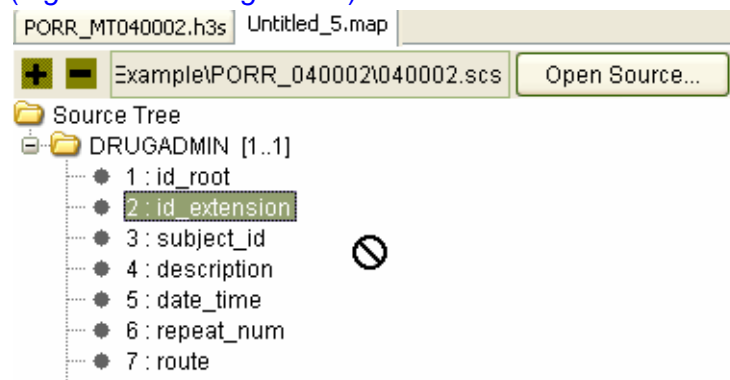 PORR_MT040002.h3s Untitled_5.map
Example\PORR_040002\040002.scs Open Source...
Source Tree
DRUGADMIN [1..1]
1 : id_root
2 : id_extension
3 : subject_id
4 : description
5 : date_time
6 : repeat_num
7 : route